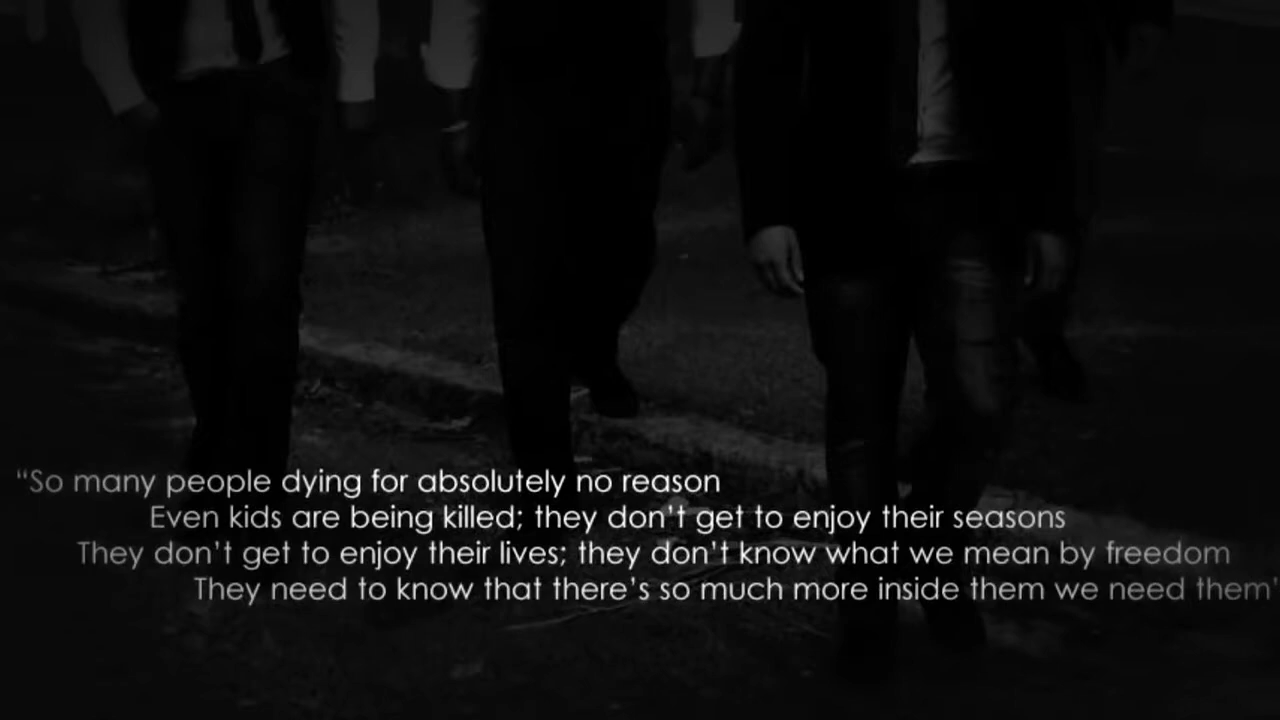 “So many people dying for absolutely no reason
Even kids are being killed; they don’t get to enjoy their seasons
They don’t get to enjoy their lives; they don’t know what we mean by freedom
They need to know that there’s so much more inside them we need them”